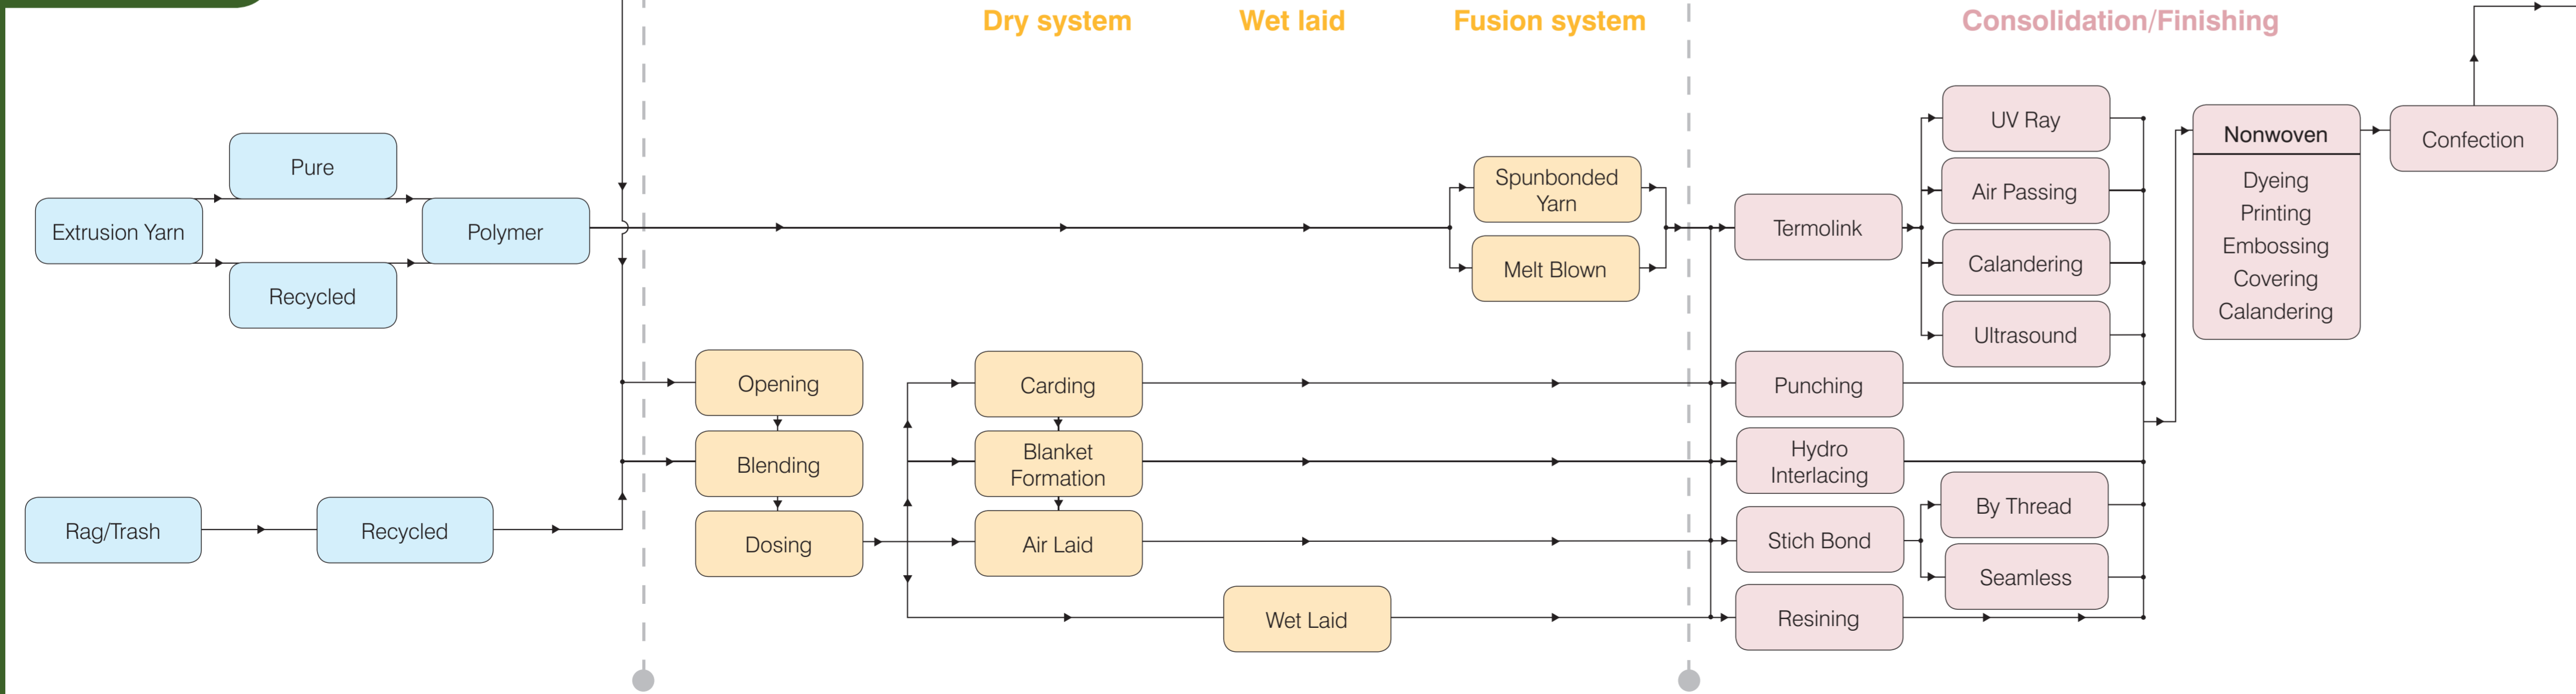 Dry system
Wet laid
Fusion system
Consolidation/Finishing
Extrusion Yarn
Pure
Recycled
Polymer
Rag/Trash
Recycled
Opening
Blending
Dosing
Carding
Blanket
Formation
Air Laid
Wet Laid
Spunbonded
Yarn
Melt Blown
Termolink
Punching
Hydro
Interlacing
Stich Bond
Resining
UV Ray
Air Passing
Calandering
Ultrasound
By Thread
Seamless
Nonwoven
Dyeing
Printing
Embossing
Covering
Calandering
Confection